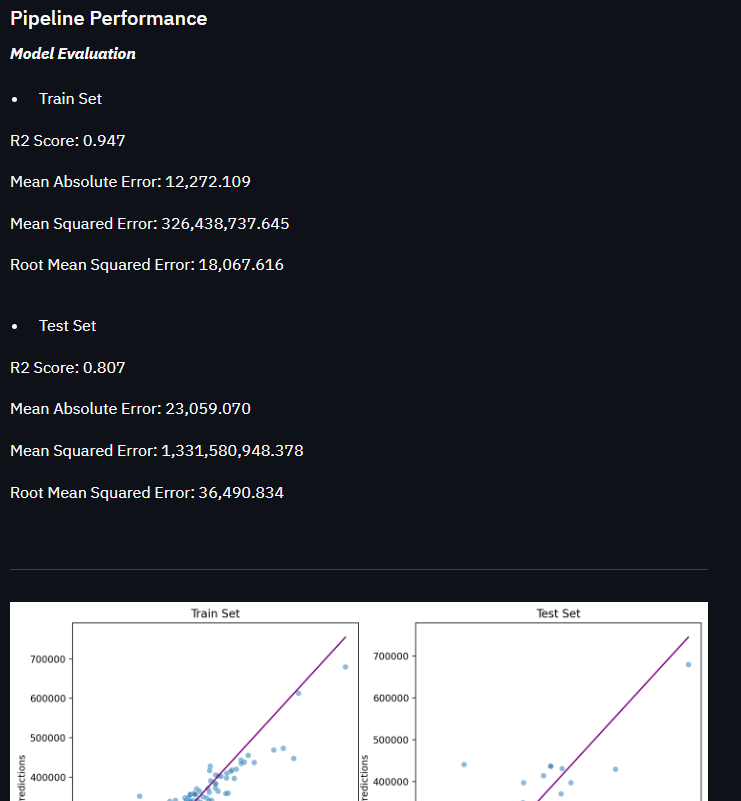 Pipeline Performance
Model Evaluation
Train Set
R2 Score: 0.947
Mean Absolute Error: 12,272.109
Mean Squared Error: 326,438,737.645
Root Mean Squared Error: 18,067.616
Test Set
R2 Score: 0.807
Mean Absolute Error: 23,059.070
Mean Squared Error: 1,331,580,948.378
Root Mean Squared Error: 36,490.834
Train Set
700000
600000
500000
400000
redictions
Test Set
700000
600000
500000
400000
redictions